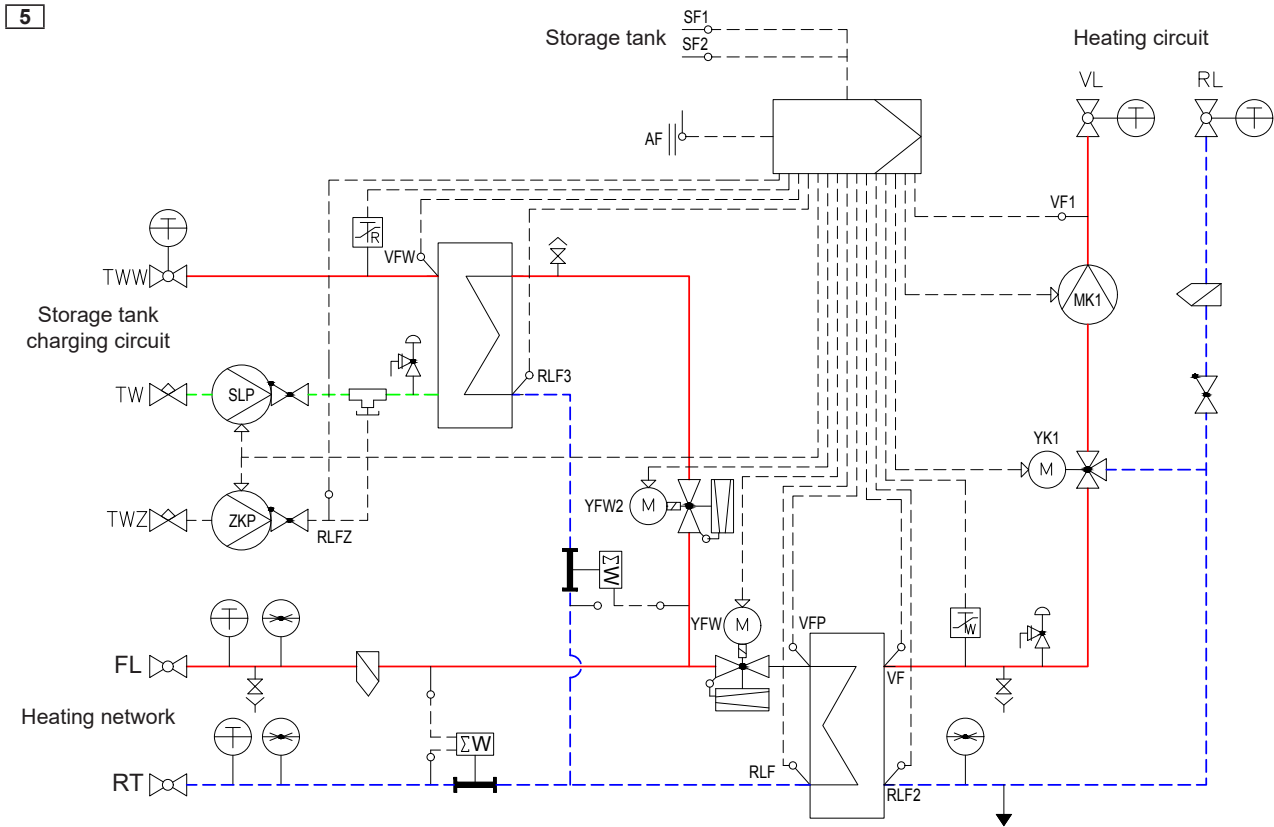 5
SF1
Storage tank
SF2
Heating circuit
VL
RL
T
T
AF
VF1
T
R
VFW
TWW
MK1
Storage tank
charging circuit
RLF3
TW
SLP
YK1
M
TWZ
ZKP
RLFZ
YFW2
M
ΣW
YFW
M
VFP
W
T
FL
VF
Heating network
T
ΣW
RLF
RT
RLF2